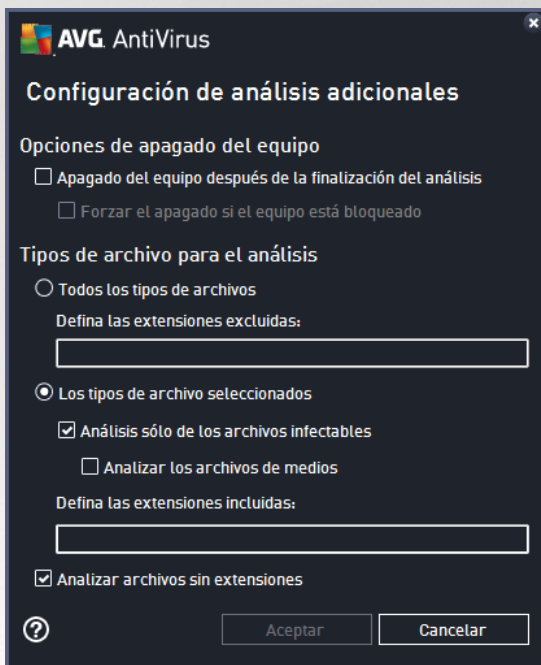 AVG AntiVirus
Configuración de análisis adicionales
Opciones de apagado del equipo
Apagado del equipo después de la finalización del análisis
Forzar el apagado si el equipo está bloqueado
Tipos de archivo para el análisis
Todos los tipos de archivos
Defina las extensiones excluidas:
Los tipos de archivo seleccionados
Análisis sólo de los archivos infectables
Analizar los archivos de medios
Defina las extensiones incluidas:
Analizar archivos sin extensiones
Aceptar
Cancelar